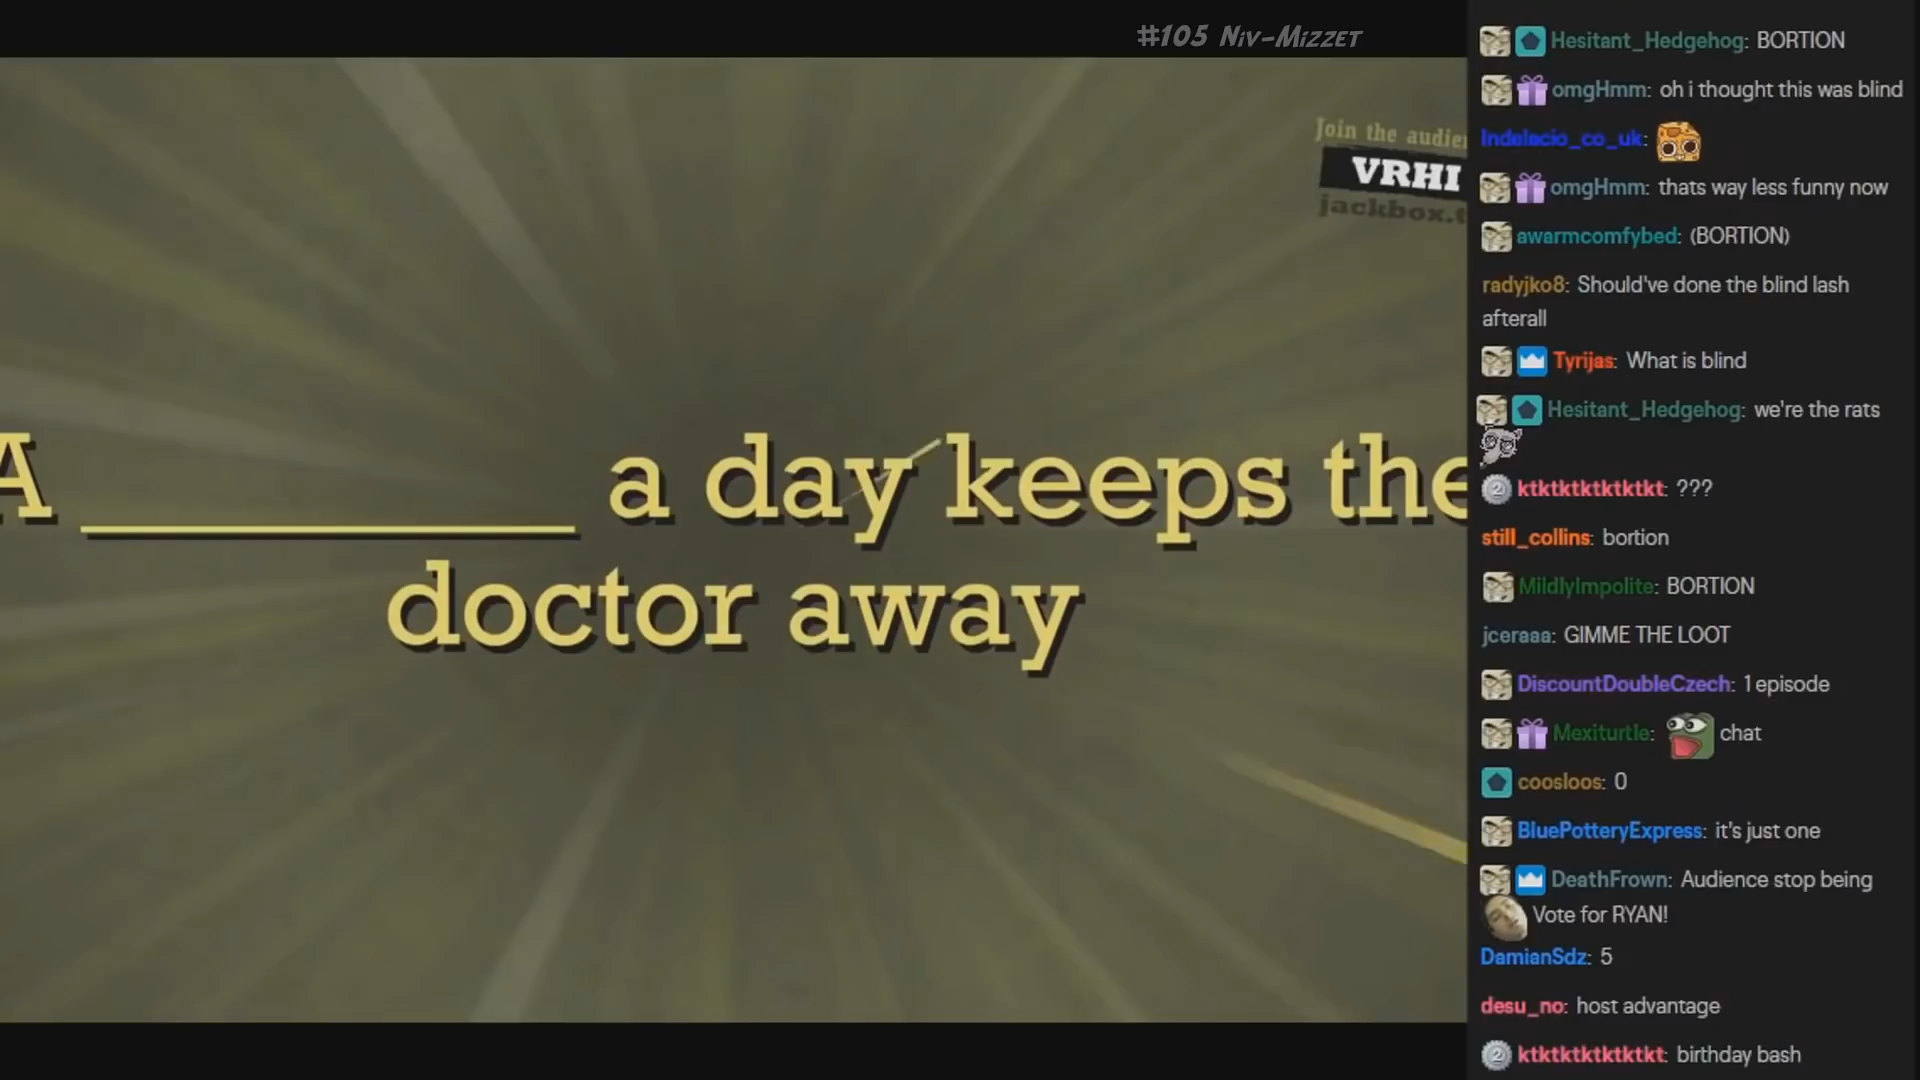 #105 Niv-Mizzet
Join the audie
VRHI
jackbox.t
A ________ a day keeps the
doctor away
Hesitant_Hedgehog: BORTION
omgHmm: oh i thought this was blind
Indelacio_co_uk:
omgHmm: thats way less funny now
awarmcomfybed: (BORTION)
radyjko8: Should've done the blind lash
afterall
Tyrijas: What is blind
Hesitant_Hedgehog: we're the rats
ktktktktktktkt: ???
still_collins: bortion
MildlyImpolite: BORTION
jceraaa: GIMME THE LOOT
DiscountDoubleCzech: 1 episode
Mexiturtle: chat
coosloos: 0
BluePotteryExpress: it's just one
DeathFrown: Audience stop being
Vote for RYAN!
DamianSdz: 5
desu_no: host advantage
ktktktktktktkt: birthday bash